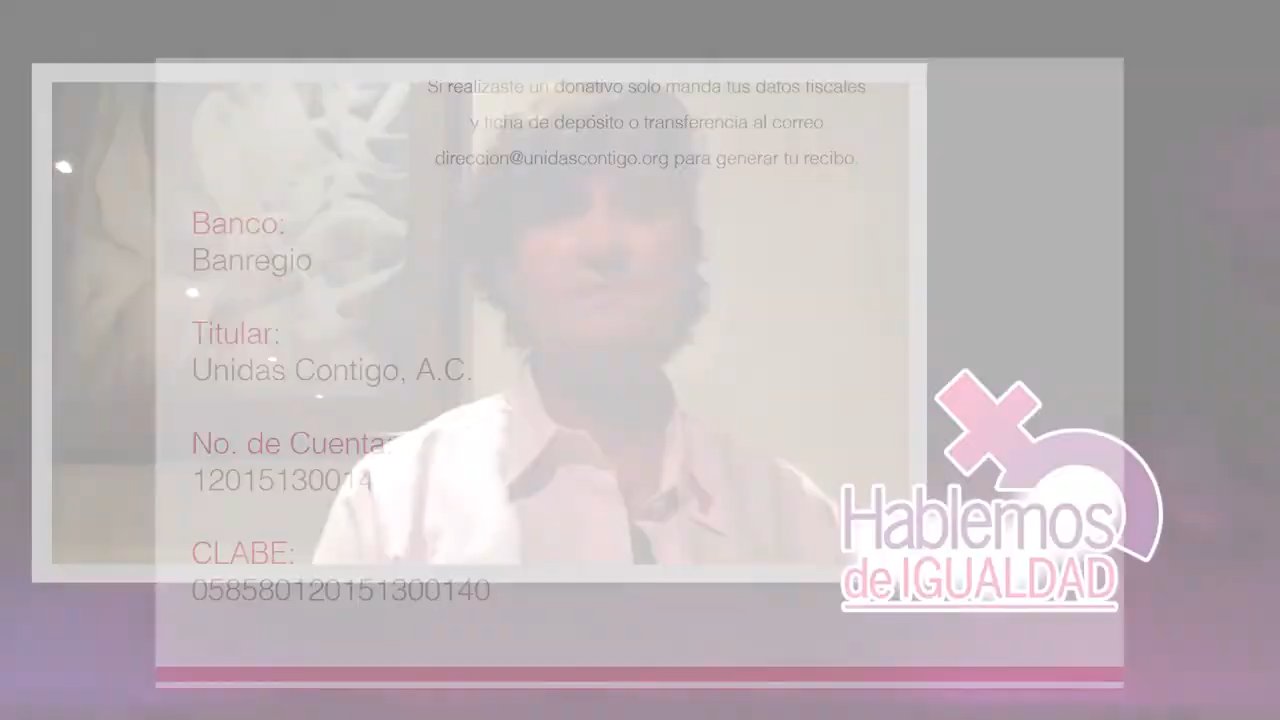 Si realizaste un donativo solo manda tus datos fiscales
y ficha de depósito o transferencia al correo
direccion@unidascontigo.org para generar tu recibo.
Banco:
Banregio
Titular:
Unidas Contigo, A.C.
No. de Cuenta:
12015130014
CLABE:
058580120151300140
Hablemos
de IGUALDAD